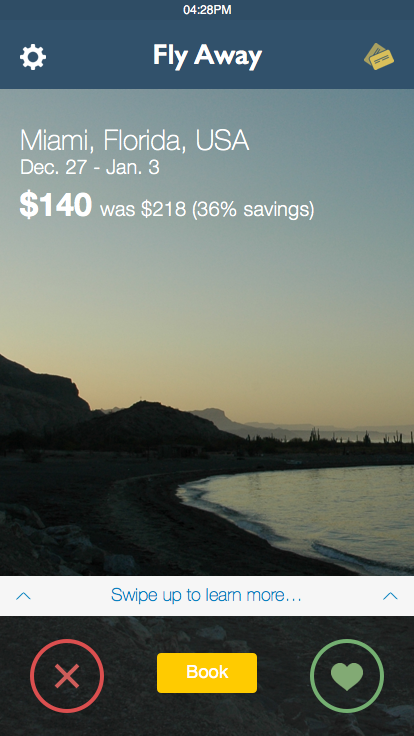 04:28PM
Fly Away
Miami, Florida, USA
Dec. 27 - Jan. 3
$140 was $218 (36% savings)
Swipe up to learn more...
Book